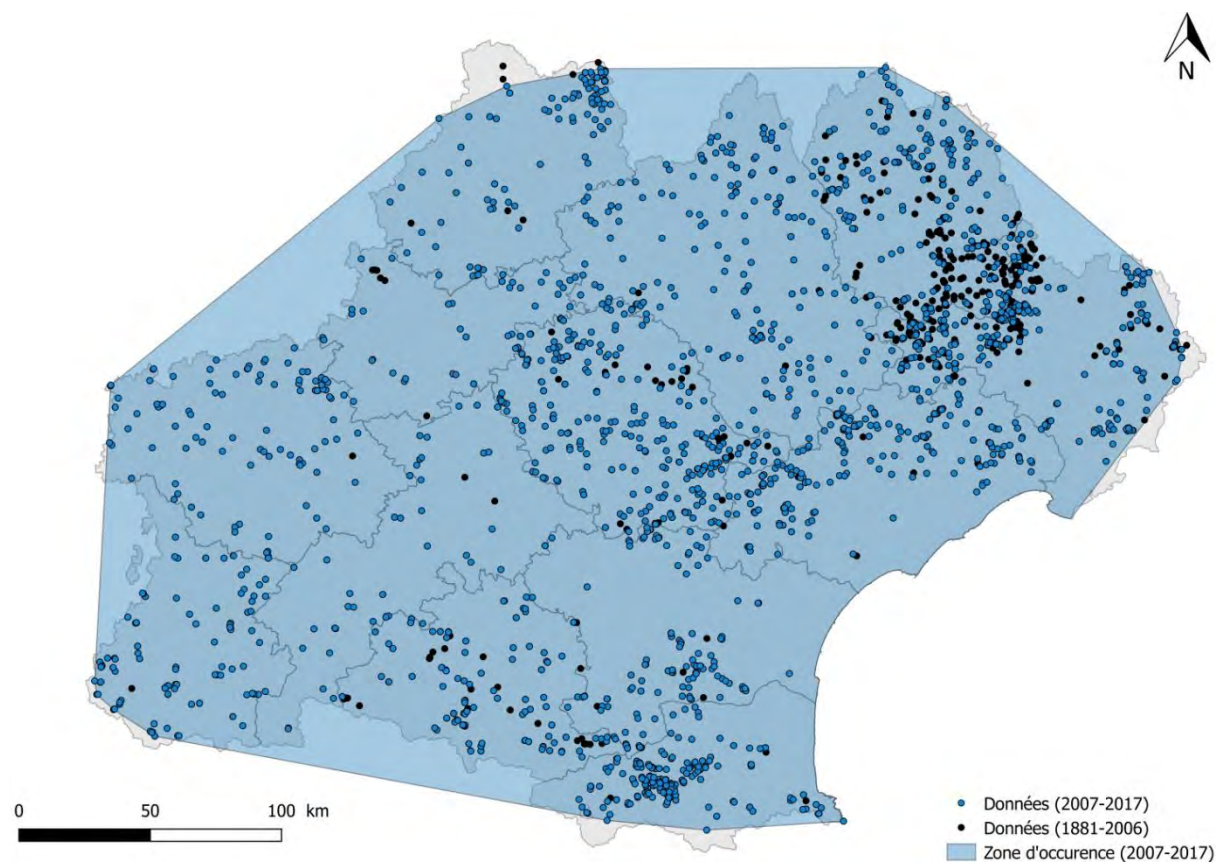 N
0 50 100 km
Données (2007-2017)
Données (1881-2006)
Zone d'occurence (2007-2017)